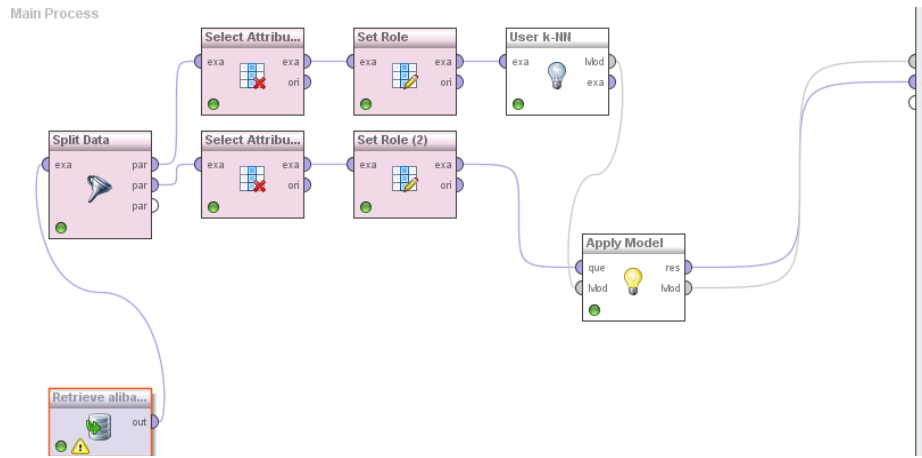 Main Process
Select Attribu...
exa
exa
ori
Set Role
exa
exa
ori
User k-NN
exa
Mod
exa
Split Data
exa
par
par
par
Select Attribu...
exa
exa
ori
Set Role (2)
exa
exa
ori
Apply Model
que
res
Mod
Mod
Retrieve aliba...
out